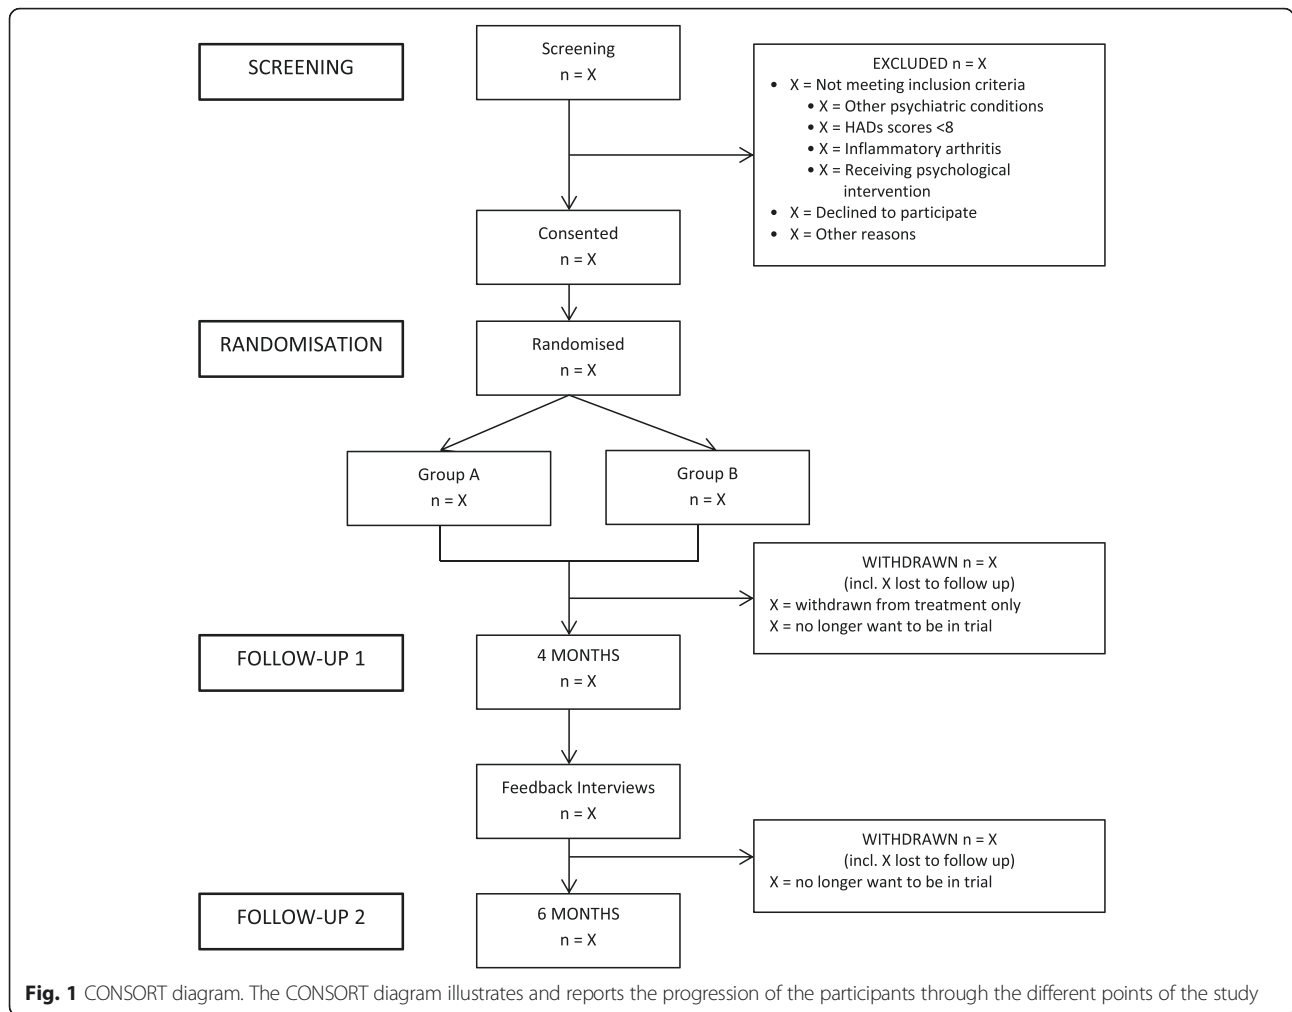 SCREENING
Screening
n = X
EXCLUDED n = X
• X = Not meeting inclusion criteria
• X = Other psychiatric conditions
• X = HADs scores <8
• X = Inflammatory arthritis
• X = Receiving psychological
intervention
• X = Declined to participate
• X = Other reasons
Consented
n = X
RANDOMISATION
Randomised
n = X
Group A
n = X
Group B
n = X
WITHDRAWN n = X
(incl. X lost to follow up)
X = withdrawn from treatment only
X = no longer want to be in trial
FOLLOW-UP 1
4 MONTHS
n = X
Feedback Interviews
n = X
WITHDRAWN n = X
(incl. X lost to follow up)
X = no longer want to be in trial
FOLLOW-UP 2
6 MONTHS
n = X
Fig. 1 CONSORT diagram. The CONSORT diagram illustrates and reports the progression of the participants through the different points of the study